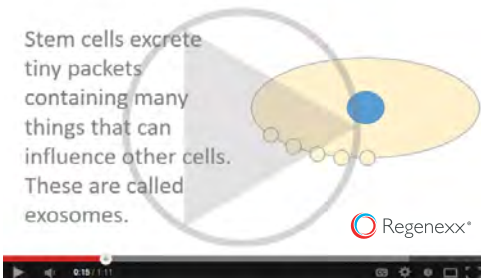 Stem cells excrete
tiny packets
containing many
things that can
influence other cells.
These are called
exosomes.
Regenexx®
0:15 / 1:11